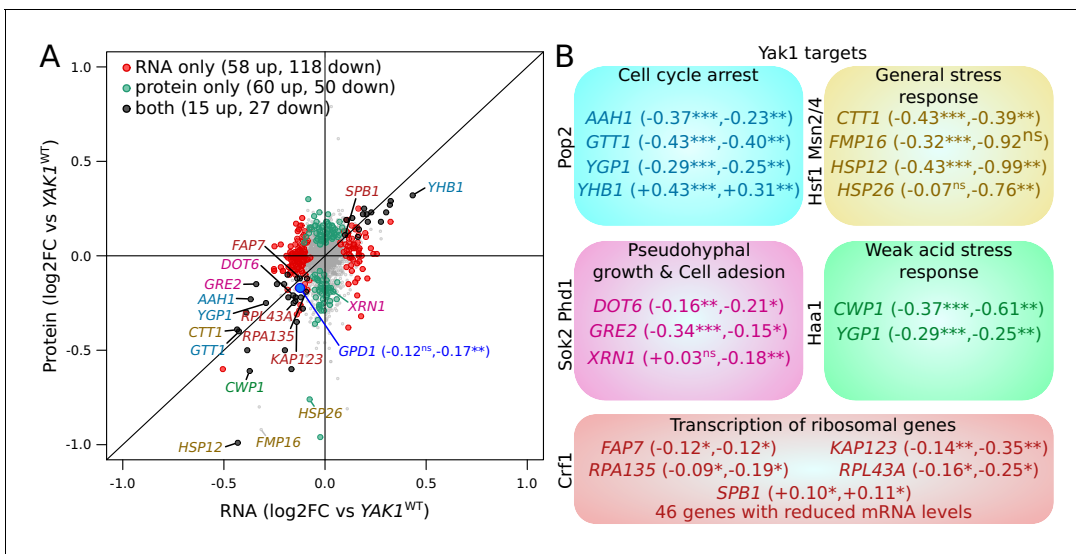 A
RNA only (58 up, 118 down)
protein only (60 up, 50 down)
both (15 up, 27 down)
1.0
0.5
0.0
-0.5
-1.0
Protein (log2FC vs YAK1WT)
SPB1
YHB1
FAP7
DOT6
GRE2
AAH1
YGP1
RPL43A
XRN1
CTT1
RPA135
GTT1
KAP123
GPD1 (-0.12ns,-0.17**)
CWP1
HSP26
HSP12
FMP16
-1.0 -0.5 0.0 0.5 1.0
RNA (log2FC vs YAK1WT)
B
Yak1 targets
Pop2
Cell cycle arrest
AAH1 (-0.37***,-0.23**)
GTT1 (-0.43***,-0.40**)
YGP1 (-0.29***,-0.25**)
YHB1 (+0.43***,+0.31**)
Hsf1 Msn2/4
General stress
response
CTT1 (-0.43***,-0.39**)
FMP16 (-0.32***,-0.92ns)
HSP12 (-0.43***,-0.99**)
HSP26 (-0.07ns,-0.76**)
Sok2 Phd1
Pseudohyphal
growth & Cell adesion
DOT6 (-0.16**,-0.21*)
GRE2 (-0.34***,-0.15*)
XRN1 (+0.03ns,-0.18**)
Haa1
Weak acid stress
response
CWP1 (-0.37***,-0.61**)
YGP1 (-0.29***,-0.25**)
Crf1
Transcription of ribosomal genes
FAP7 (-0.12*,-0.12*) KAP123 (-0.14**,-0.35**)
RPA135 (-0.09*,-0.19*) RPL43A (-0.16*,-0.25*)
SPB1 (+0.10*,+0.11*)
46 genes with reduced mRNA levels